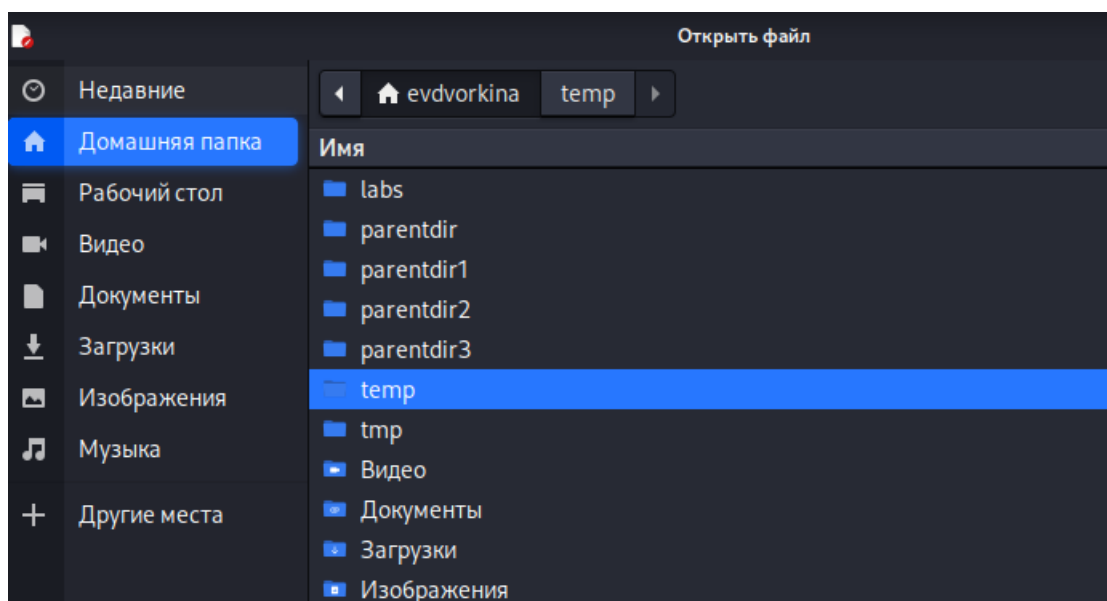 Открыть файл
Недавние
Домашняя папка
Рабочий стол
Видео
Документы
Загрузки
Изображения
Музыка
Другие места
evdvorkina temp
Имя
labs
parentdir
parentdir1
parentdir2
parentdir3
temp
tmp
Видео
Документы
Загрузки
Изображения